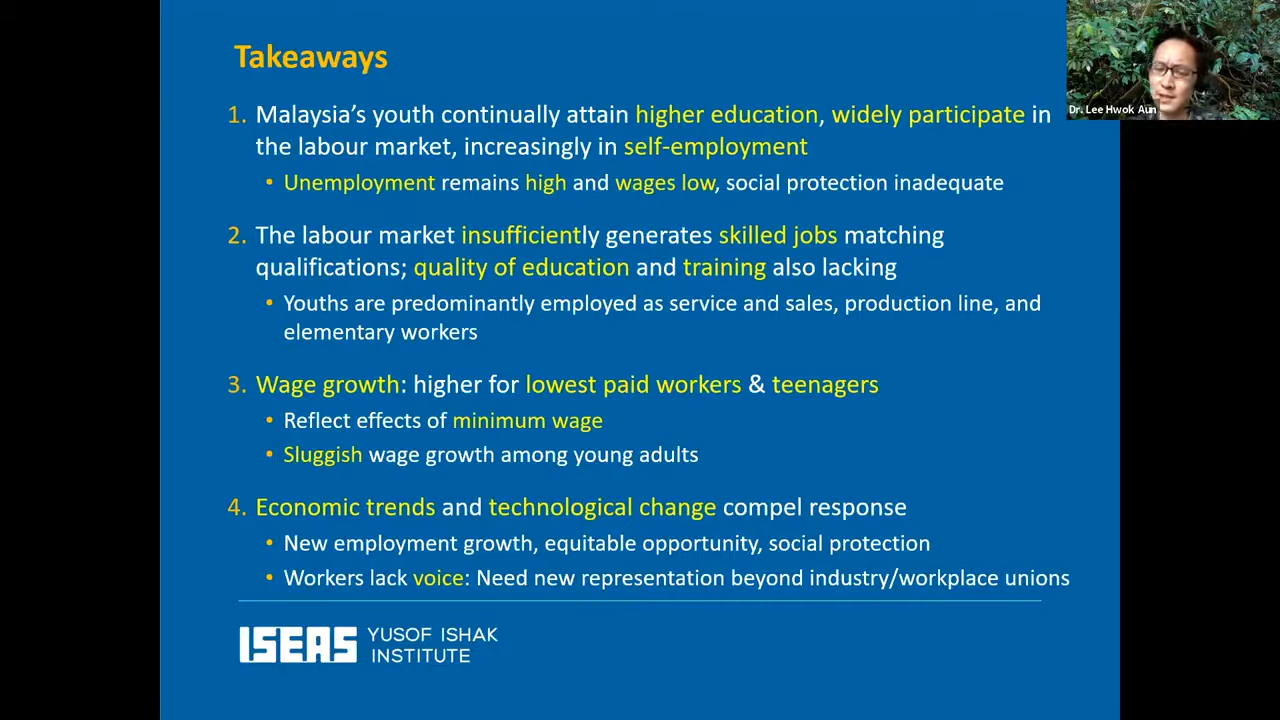 Takeaways
Dr. Lee Hwok Aun
1. Malaysia's youth continually attain higher education, widely participate in
the labour market, increasingly in self-employment
• Unemployment remains high and wages low, social protection inadequate
2. The labour market insufficiently generates skilled jobs matching
qualifications; quality of education and training also lacking
• Youths are predominantly employed as service and sales, production line, and
elementary workers
3. Wage growth: higher for lowest paid workers & teenagers
• Reflect effects of minimum wage
• Sluggish wage growth among young adults
4. Economic trends and technological change compel response
• New employment growth, equitable opportunity, social protection
• Workers lack voice: Need new representation beyond industry/workplace unions
ISEAS YUSOF ISHAK
INSTITUTE